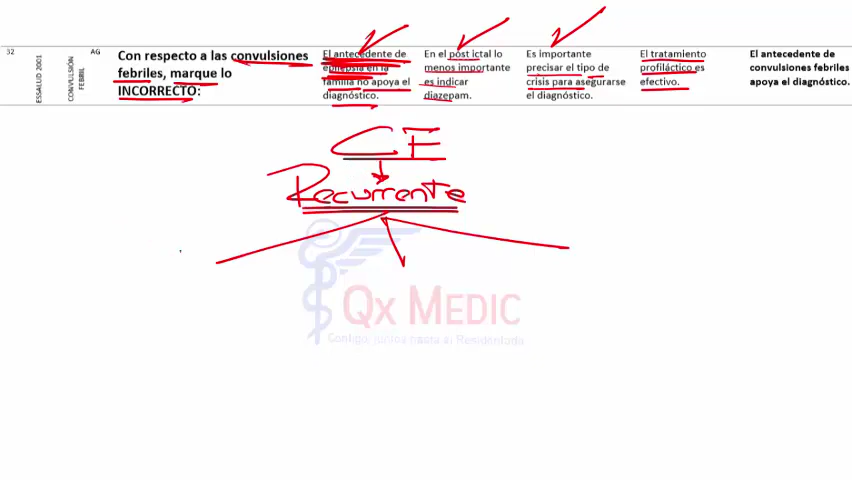 32
ESSALUD 2001
CONVULSIÓN
FEBRIL
AG
Con respecto a las convulsiones
febriles, marque lo
INCORRECTO:
El antecedente de
epilepsia en la
familia no apoya el
diagnóstico.
En el post ictal lo
menos importante
es indicar
diazepam.
Es importante
precisar el tipo de
crisis para asegurarse
el diagnóstico.
El tratamiento
profiláctico es
efectivo.
El antecedente de
convulsiones febriles
apoya el diagnóstico.
CF
Recurrente
Qx MEDIC
Contigo, juntos hacia el Residentado